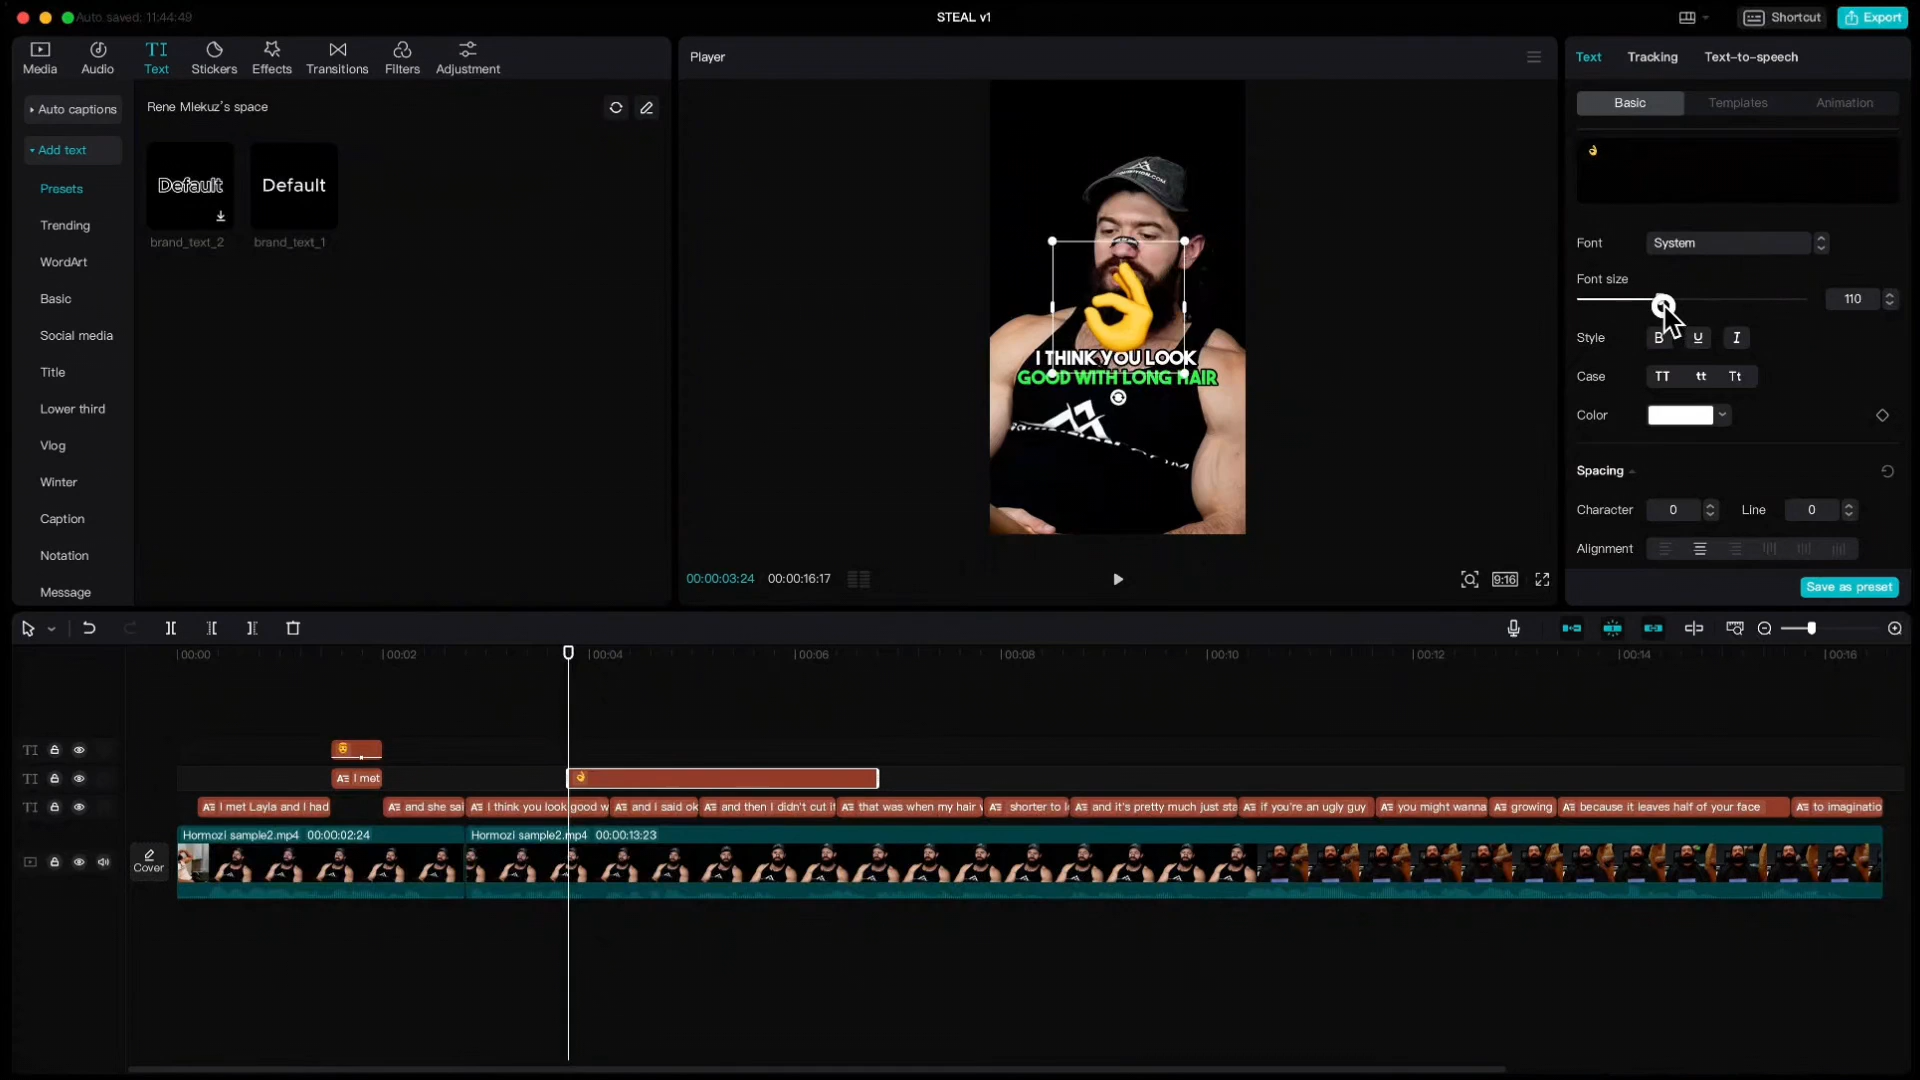 Auto saved: 11:44:49
STEAL v1
Shortcut
Export
Media
Audio
TI
Text
Stickers
Effects
Transitions
Filters
Adjustment
Auto captions
Add text
Presets
Trending
WordArt
Basic
Social media
Title
Lower third
Vlog
Winter
Caption
Notation
Message
Rene Mlekuz's space
Default
brand_text_2
Default
brand_text_1
Player
I THINK YOU LOOK
GOOD WITH LONG HAIR
00:00:03:24
00:00:16:17
9:16
Text
Tracking
Text-to-speech
Basic
Templates
Animation
Font
System
Font size
110
Style
B
U
I
Case
TT
tt
Tt
Color
Spacing
Character
0
Line
0
Alignment
Save as preset
00:00
00:02
00:04
00:06
00:08
00:10
00:12
00:14
00:16
TI
TI
A I met
TI
A I met Layla and I had
A and she sai
A I think you look good w
A and I said ok
A and then I didn't cut it
A that was when my hair
A shorter to l
A and it's pretty much just sta
A if you're an ugly guy
A you might wanna
A growing
A because it leaves half of your face
A to imaginatio
Hormozi sample2.mp4 00:00:02:24
Hormozi sample2.mp4 00:00:13:23
Cover